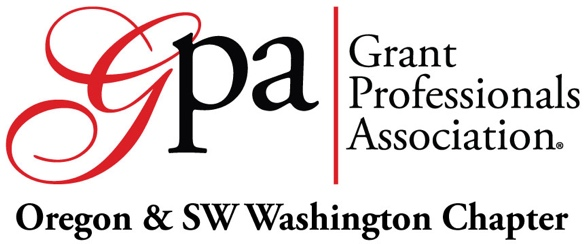 Gpa
Grant
Professionals
Association®
Oregon & SW Washington Chapter